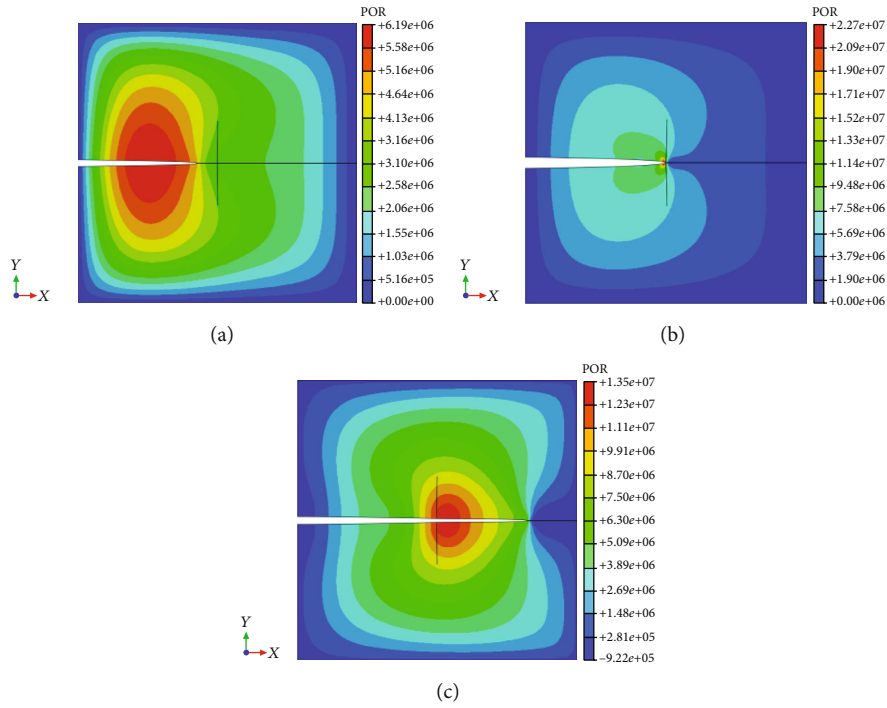 POR
+6.19e+06
+5.58e+06
+5.16e+06
+4.64e+06
+4.13e+06
+3.16e+06
+3.10e+06
+2.58e+06
+2.06e+06
+1.55e+06
+1.03e+06
+5.16e+05
+0.00e+00
Y
X
(a)
POR
+2.27e+07
+2.09e+07
+1.90e+07
+1.71e+07
+1.52e+07
+1.33e+07
+1.14e+07
+9.48e+06
+7.58e+06
+5.69e+06
+3.79e+06
+1.90e+06
+0.00e+06
Y
X
(b)
POR
+1.35e+07
+1.23e+07
+1.11e+07
+9.91e+06
+8.70e+06
+7.50e+06
+6.30e+06
+5.09e+06
+3.89e+06
+2.69e+06
+1.48e+06
+2.81e+05
–9.22e+05
Y
X
(c)